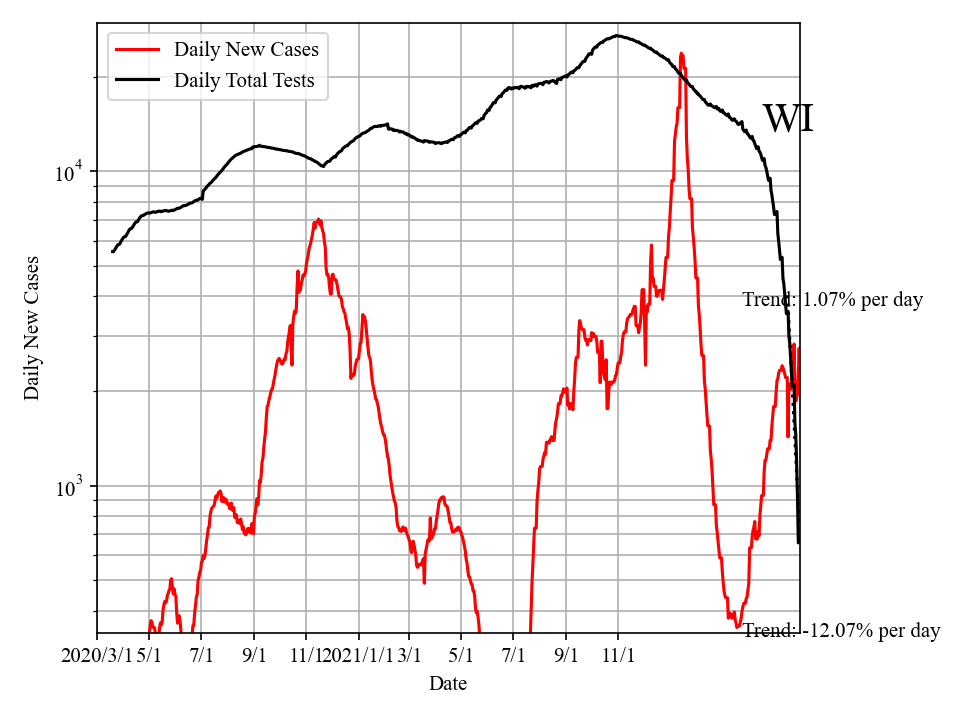 Daily New Cases
Daily Total Tests
WI
10^4
10^3
Daily New Cases
Trend: 1.07% per day
Trend: -12.07% per day
2020/3/1 5/1 7/1 9/1 11/1 2021/1/1 3/1 5/1 7/1 9/1 11/1
Date